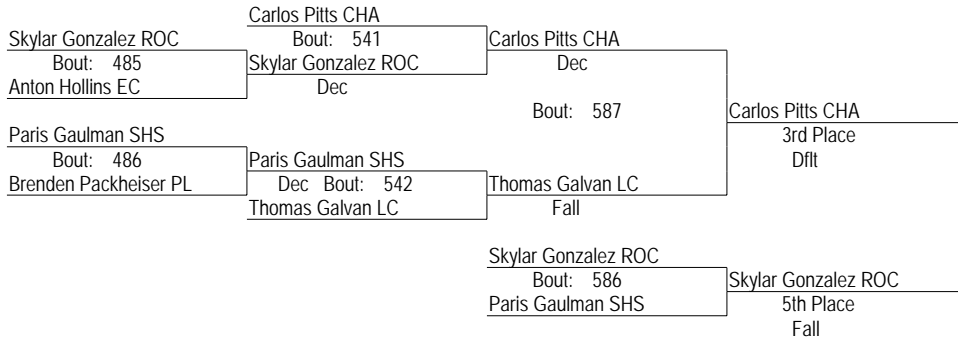 Carlos Pitts CHA
Skylar Gonzalez ROC
Bout: 541
Carlos Pitts CHA
Bout: 485
Skylar Gonzalez ROC
Dec
Anton Hollins EC
Dec
Bout: 587
Carlos Pitts CHA
Paris Gaulman SHS
3rd Place
Bout: 486
Paris Gaulman SHS
Dflt
Brenden Packheiser PL
Dec Bout: 542
Thomas Galvan LC
Thomas Galvan LC
Fall
Skylar Gonzalez ROC
Bout: 586
Skylar Gonzalez ROC
Paris Gaulman SHS
5th Place
Fall